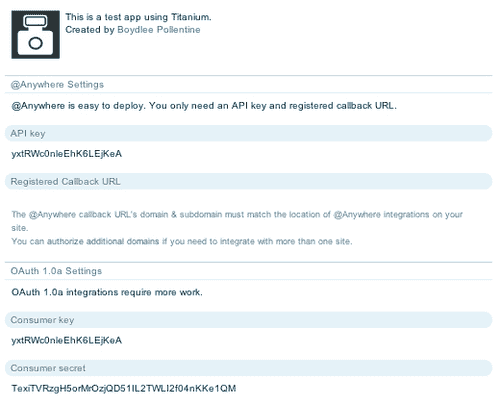 This is a test app using Titanium.
Created by Boydlee Pollentine
@Anywhere Settings
@Anywhere is easy to deploy. You only need an API key and registered callback URL.
API key
yxtRWc0nleEhK6LEjKeA
Registered Callback URL
The @Anywhere callback URL's domain & subdomain must match the location of @Anywhere integrations on your
site.
You can authorize additional domains if you need to integrate with more than one site.
OAuth 1.0a Settings
OAuth 1.0a integrations require more work.
Consumer key
yxtRWc0nleEhK6LEjKeA
Consumer secret
TexiTVRzgH5orMrOzjQD51IL2TWLI2f04nKKe1QM